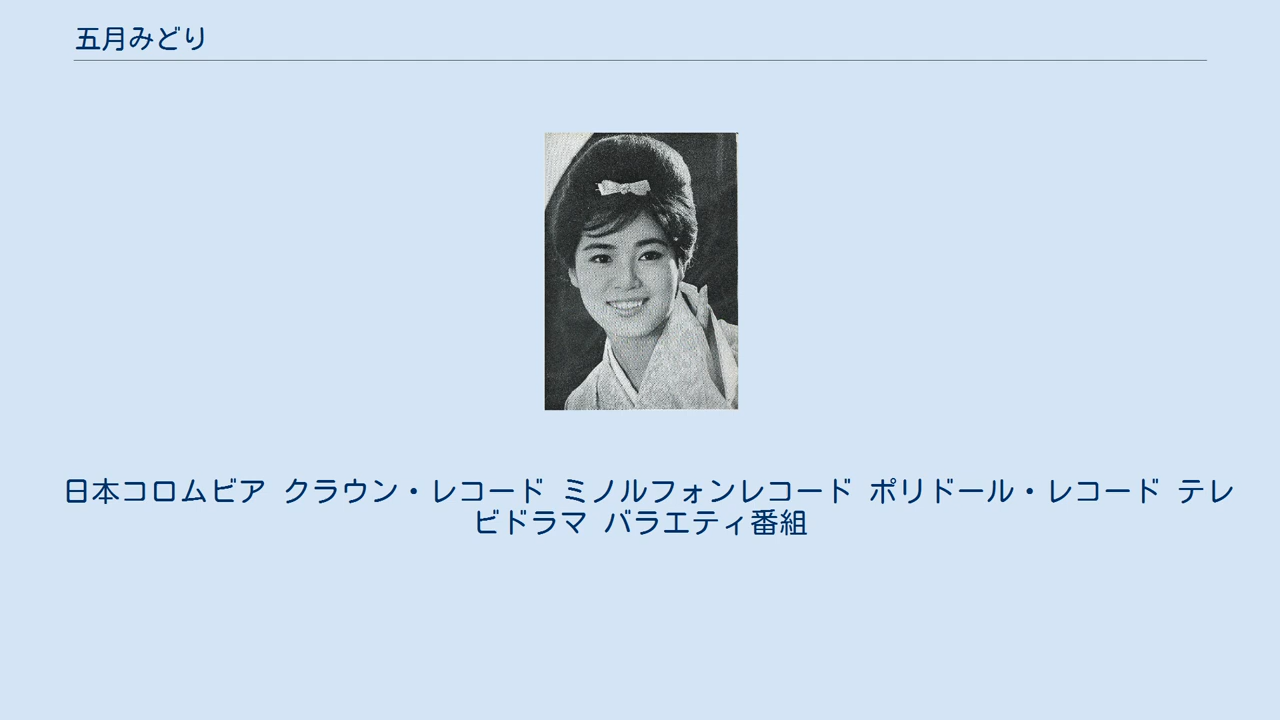 五月みどり
日本コロムビア クラウン・レコード ミノルフォンレコード ポリドール・レコード テレ
ビドラマ バラエティ番組